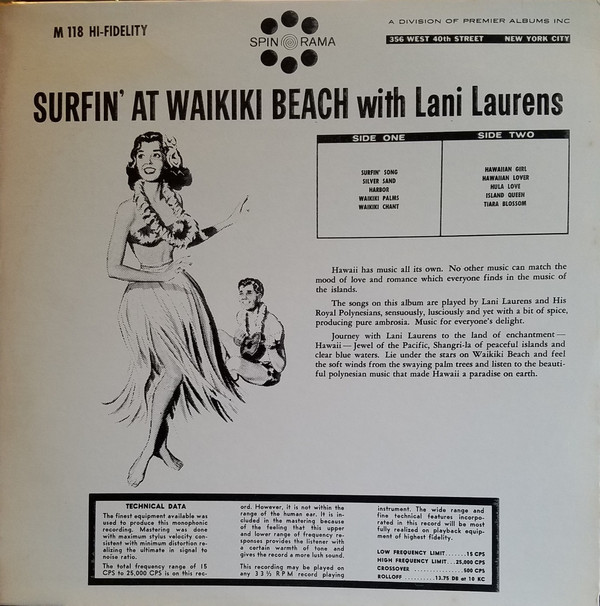 M 118 HI-FIDELITY
SPIN O RAMA
A DIVISION OF PREMIER ALBUMS INC
356 WEST 40th STREET NEW YORK CITY
SURFIN' AT WAIKIKI BEACH with Lani Laurens
SIDE ONE
SURFIN' SONG
SILVER SAND
HARBOR
WAIKIKI PALMS
WAIKIKI CHANT
SIDE TWO
HAWAIIAN GIRL
HAWAIIAN LOVER
HULA LOVE
ISLAND QUEEN
TIARA BLOSSOM
Hawaii has music all its own. No other music can match the
mood of love and romance which everyone finds in the music of
the islands.
The songs on this album are played by Lani Laurens and His
Royal Polynesians, sensuously, lusciously and yet with a bit of spice,
producing pure ambrosia. Music for everyone's delight.
Journey with Lani Laurens to the land of enchantment—
Hawaii—Jewel of the Pacific, Shangri-la of peaceful islands and
clear blue waters. Lie under the stars on Waikiki Beach and feel
the soft winds from the swaying palm trees and listen to the beauti-
ful polynesian music that made Hawaii a paradise on earth.
TECHNICAL DATA
The finest equipment available was
used to produce this monophonic
recording. Mastering was done
with maximum stylus velocity con-
sistent with minimum distortion re-
alizing the ultimate in signal to
noise ratio.
The total frequency range of 15
CPS to 25,000 CPS is on this rec-
ord. However, it is not within the
range of the human ear. It is in-
cluded in the mastering because
of the feeling that this upper
and lower range of frequency re-
sponses provides the listener with
a certain warmth of tone and
gives the record a more lush sound.
This recording may be played on
any 33⅓ RPM record playing
instrument. The wide range and
fine technical features incorpo-
rated in this record will be most
fully realized on playback equip-
ment of highest fidelity.
LOW FREQUENCY LIMIT......15 CPS
HIGH FREQUENCY LIMIT...25,000 CPS
CROSSOVER ................ 500 CPS
ROLLOFF .........13.75 DB at 10 KC